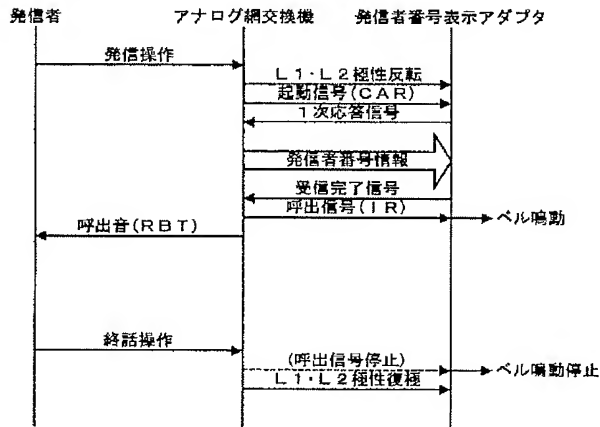 発信者
アナログ網交換機
発信者番号表示アダプタ
発信操作
L1・L2極性反転
起動信号(CAR)
1次応答信号
発信者番号情報
受信完了信号
呼出信号(IR)
ベル鳴動
呼出音(RBT)
終話操作
(呼出信号停止)
ベル鳴動停止
L1・L2極性復極